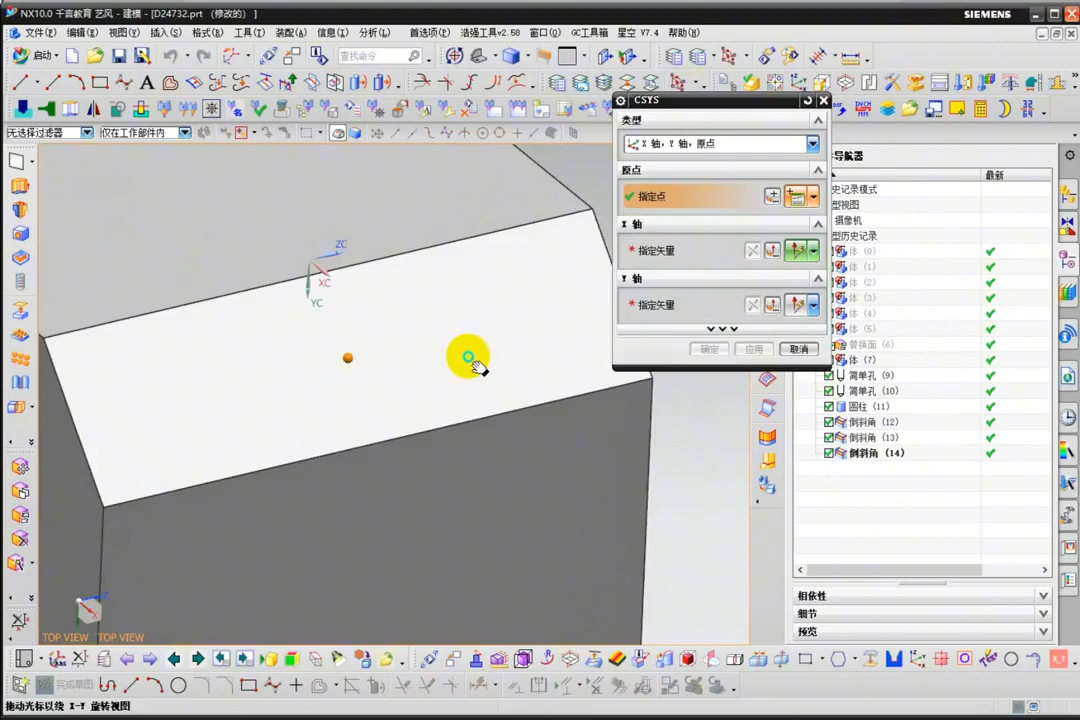 NX10.0 千言教育 艺风 - 建模 - [D24732.prt (修改的) ]
SIEMENS
文件(F) 编辑(E) 视图(V) 插入(S) 格式(R) 工具(T) 装配(A) 信息(I) 分析(L) 首选项(P) 浩强工具v2.58 窗口(O) GC工具箱 星空 V7.4 帮助(H)
启动
查找命令
无选择过滤器
仅在工作部件内
CSYS
类型
X 轴, Y 轴, 原点
原点
指定点
X 轴
* 指定矢量
Y 轴
* 指定矢量
确定 应用 取消
ZC
XC
YC
TOP VIEW TOP VIEW
Z
X
导航器
最新
史记录模式
型视图
摄像机
型历史记录
体 (0)
体 (1)
体 (2)
体 (3)
体 (4)
体 (5)
替换面 (6)
体 (7)
简单孔 (9)
简单孔 (10)
圆柱 (11)
倒斜角 (12)
倒斜角 (13)
倒斜角 (14)
相依性
细节
预览
完成草图
拖动光标以绕 X-Y 旋转视图